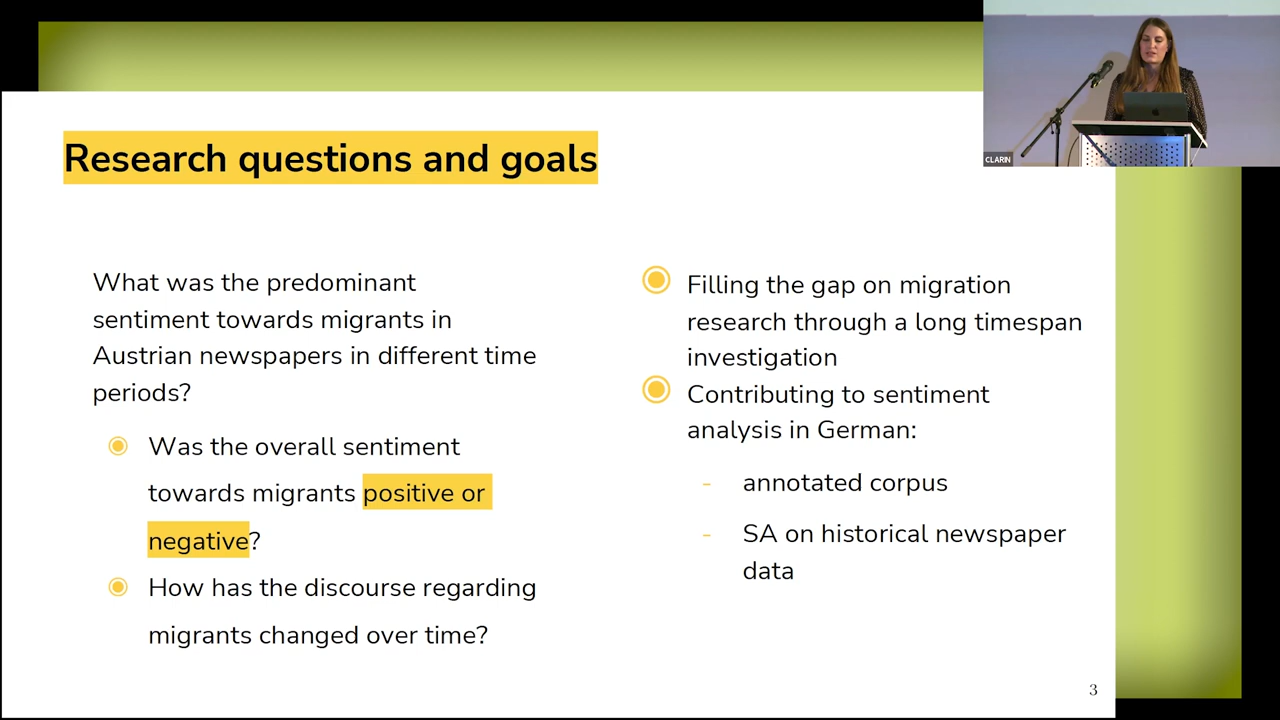 Research questions and goals
What was the predominant
sentiment towards migrants in
Austrian newspapers in different time
periods?
Was the overall sentiment
towards migrants positive or
negative?
How has the discourse regarding
migrants changed over time?
Filling the gap on migration
research through a long timespan
investigation
Contributing to sentiment
analysis in German:
- annotated corpus
- SA on historical newspaper
data
3
CLARIN